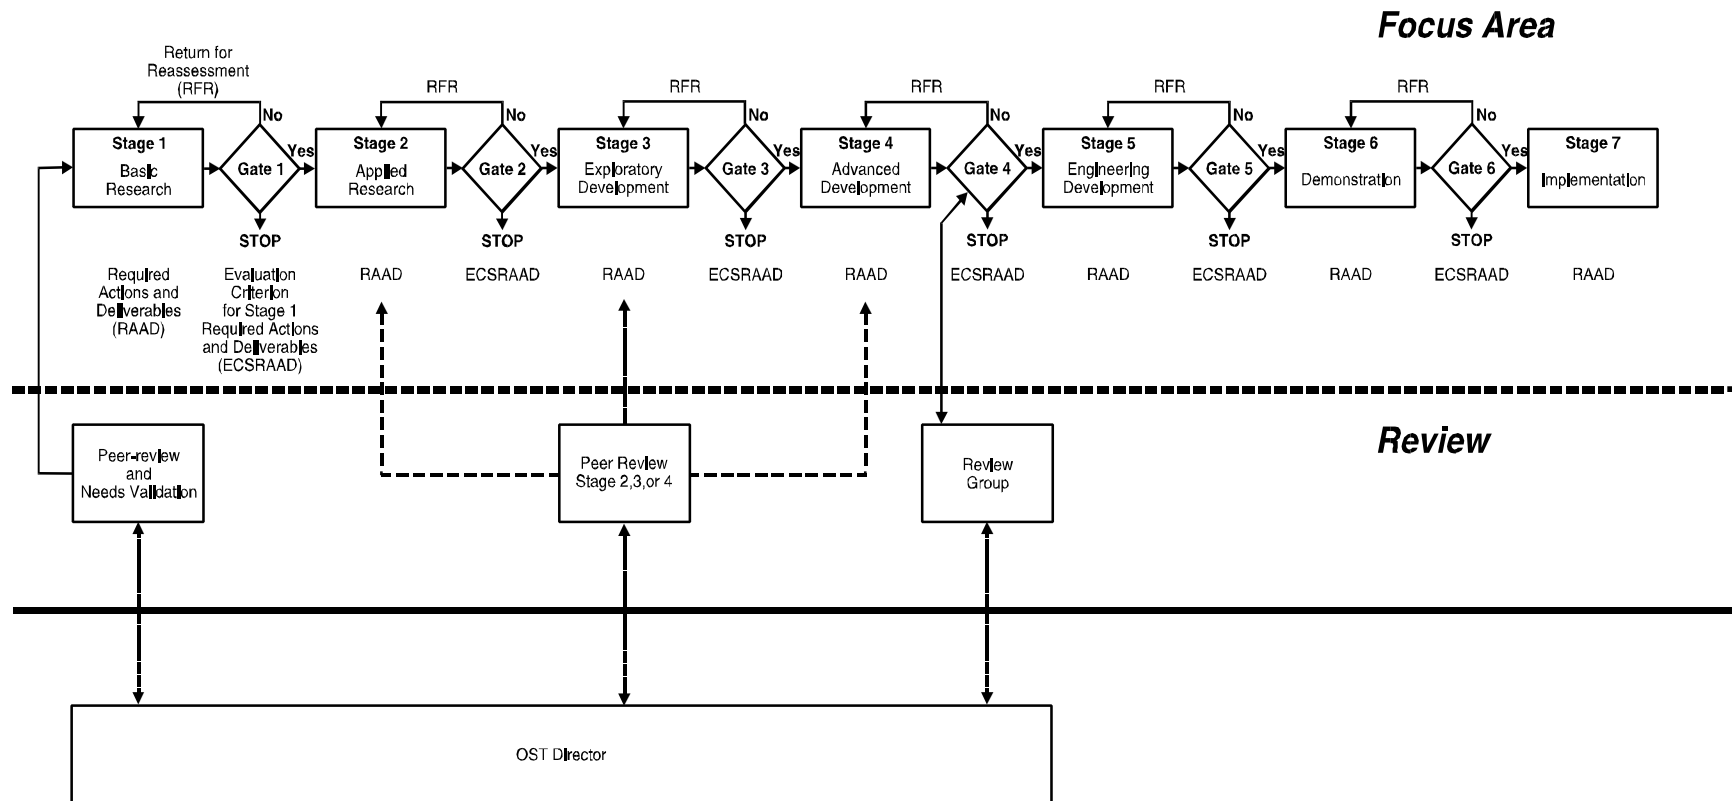 Focus Area
Return for
Reassessment
(RFR)
RFR
RFR
RFR
RFR
RFR
No
No
No
No
No
No
Stage 1
Basic
Research
Gate 1
Yes
Stage 2
Applied
Research
Gate 2
Yes
Stage 3
Exploratory
Development
Gate 3
Yes
Stage 4
Advanced
Development
Gate 4
Yes
Stage 5
Engineering
Development
Gate 5
Yes
Stage 6
Demonstration
Gate 6
Yes
Stage 7
Implementation
STOP
STOP
STOP
STOP
STOP
STOP
Required
Actions and
Deliverables
(RAAD)
Evaluation
Criterion
for Stage 1
Required Actions
and Deliverables
(ECSRAAD)
RAAD
ECSRAAD
RAAD
ECSRAAD
RAAD
ECSRAAD
RAAD
ECSRAAD
RAAD
ECSRAAD
RAAD
Review
Peer-review
and
Needs Validation
Peer Review
Stage 2,3,or 4
Review
Group
OST Director